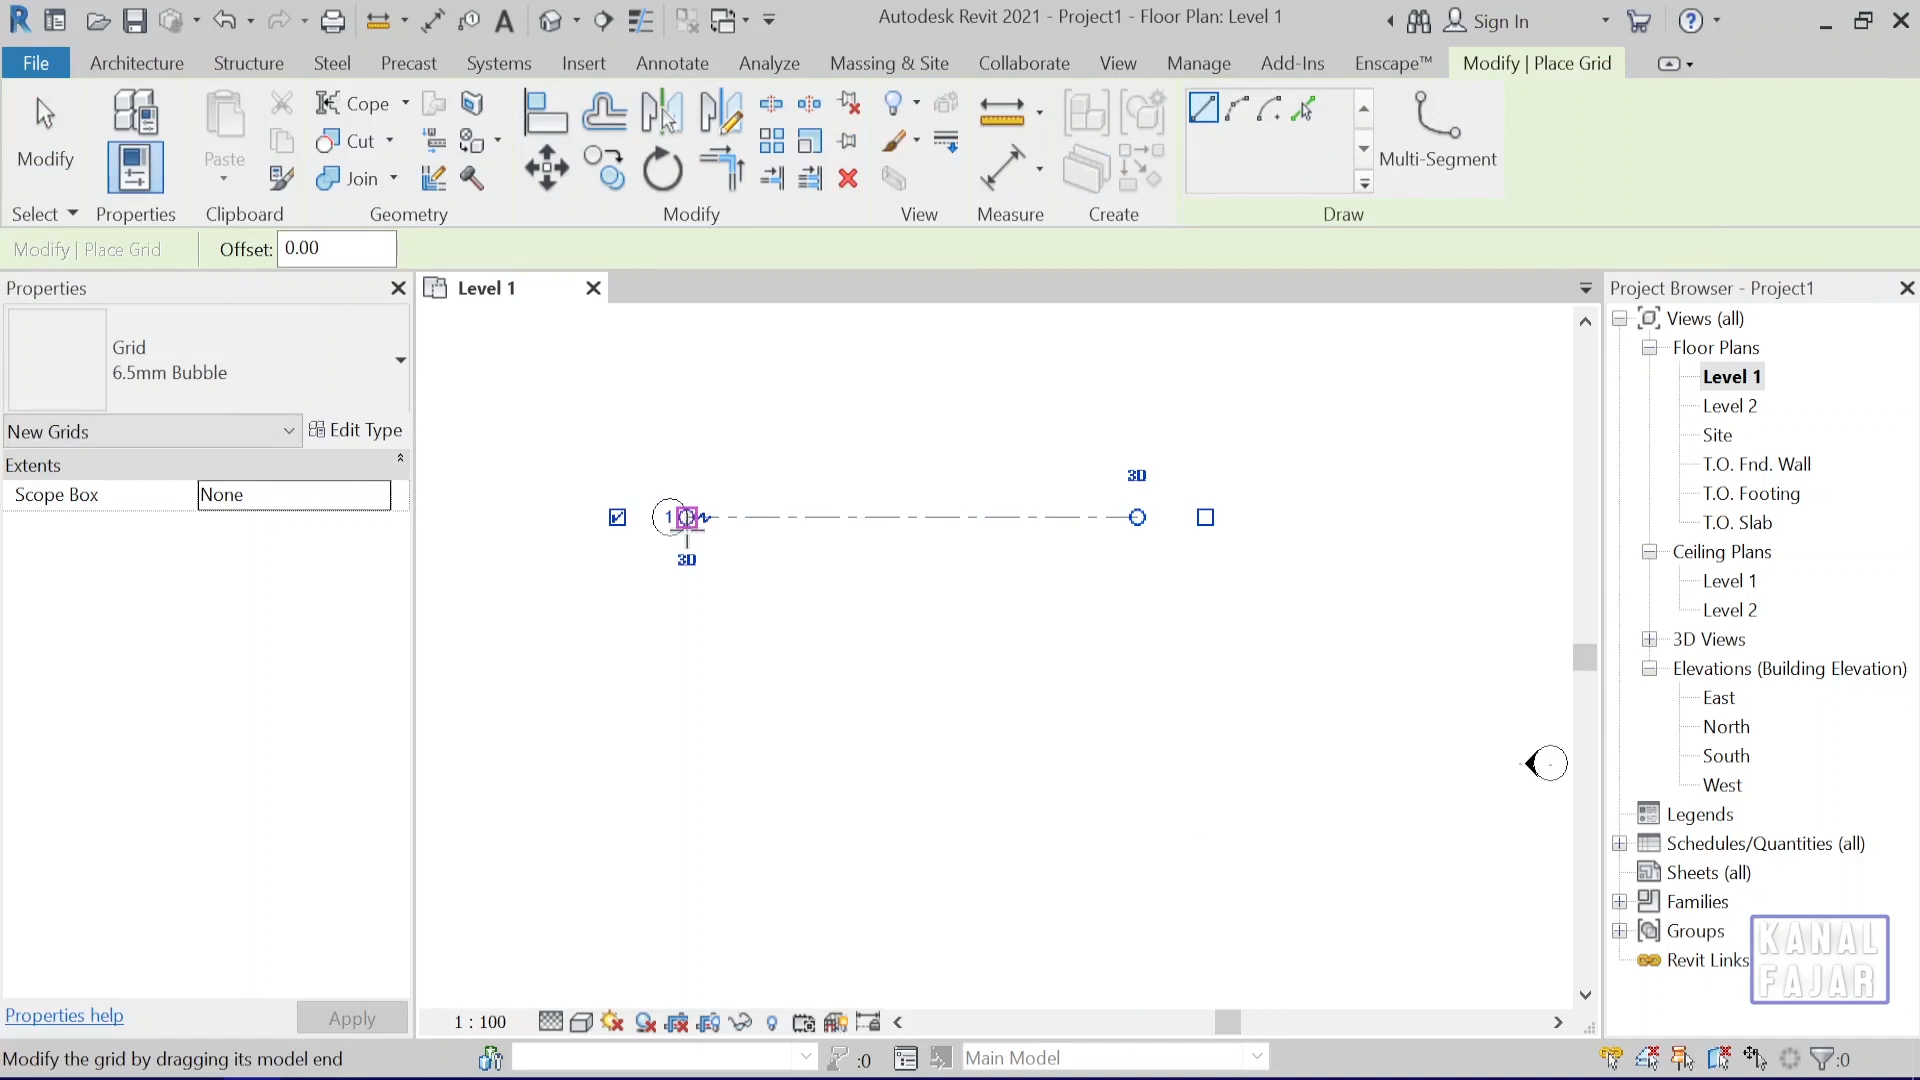 Autodesk Revit 2021 - Project1 - Floor Plan: Level 1
Sign In
File
Architecture
Structure
Steel
Precast
Systems
Insert
Annotate
Analyze
Massing & Site
Collaborate
View
Manage
Add-Ins
Enscape™
Modify | Place Grid
Modify
Paste
Cope
Cut
Join
Multi-Segment
Select
Properties
Clipboard
Geometry
Modify
View
Measure
Create
Draw
Modify | Place Grid
Offset:
0.00
Properties
Level 1
Project Browser - Project1
Grid
6.5mm Bubble
New Grids
Edit Type
Extents
Scope Box
None
3D
1
3D
Views (all)
Floor Plans
Level 1
Level 2
Site
T.O. Fnd. Wall
T.O. Footing
T.O. Slab
Ceiling Plans
Level 1
Level 2
3D Views
Elevations (Building Elevation)
East
North
South
West
Legends
Schedules/Quantities (all)
Sheets (all)
Families
Groups
Revit Links
KANAL
FAJAR
Properties help
Apply
1 : 100
Modify the grid by dragging its model end
:0
Main Model
:0